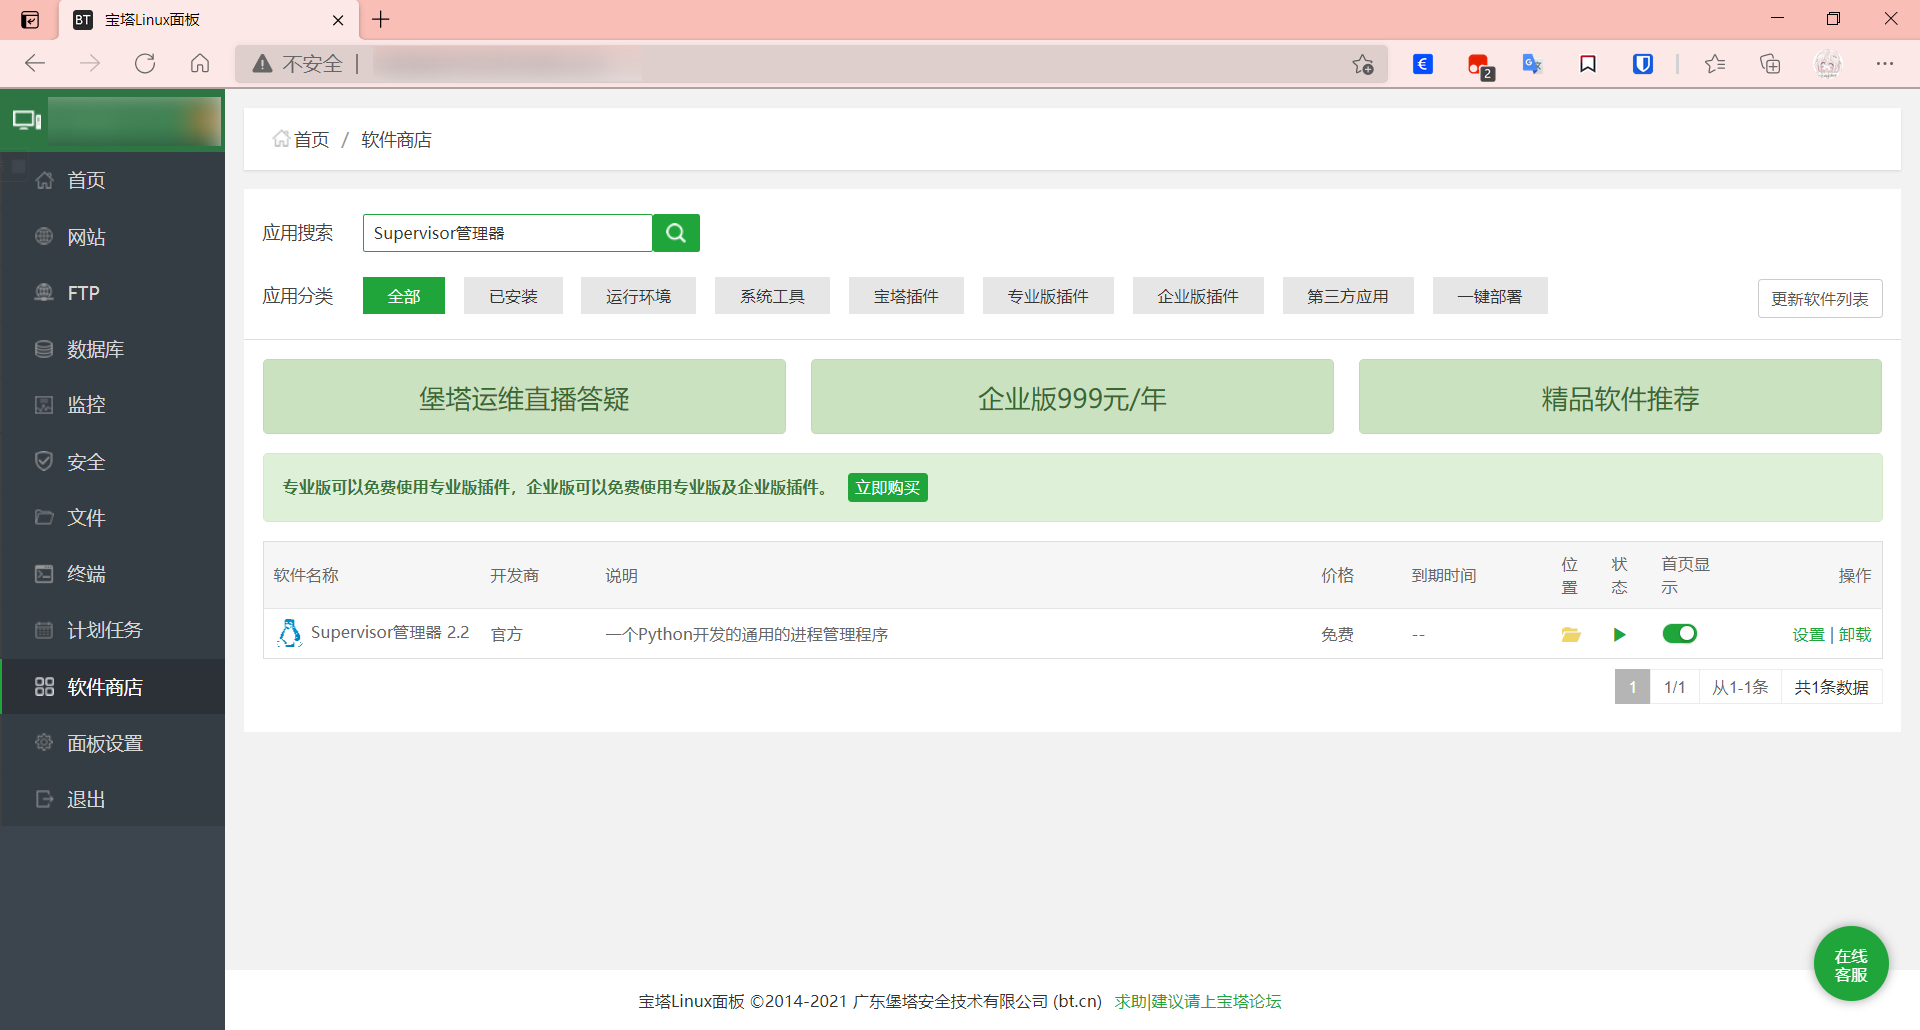 BT 宝塔Linux面板
不安全
2
首页
网站
FTP
数据库
监控
安全
文件
终端
计划任务
软件商店
面板设置
退出
首页 / 软件商店
应用搜索 Supervisor管理器
应用分类 全部 已安装 运行环境 系统工具 宝塔插件 专业版插件 企业版插件 第三方应用 一键部署 更新软件列表
堡塔运维直播答疑 企业版999元/年 精品软件推荐
专业版可以免费使用专业版插件，企业版可以免费使用专业版及企业版插件。 立即购买
软件名称 开发商 说明 价格 到期时间 位置 状态 首页显示 操作
Supervisor管理器 2.2 官方 一个Python开发的通用的进程管理程序 免费 -- 设置 | 卸载
1 1/1 从1-1条 共1条数据
在线
客服
宝塔Linux面板 ©2014-2021 广东堡塔安全技术有限公司 (bt.cn) 求助|建议请上宝塔论坛